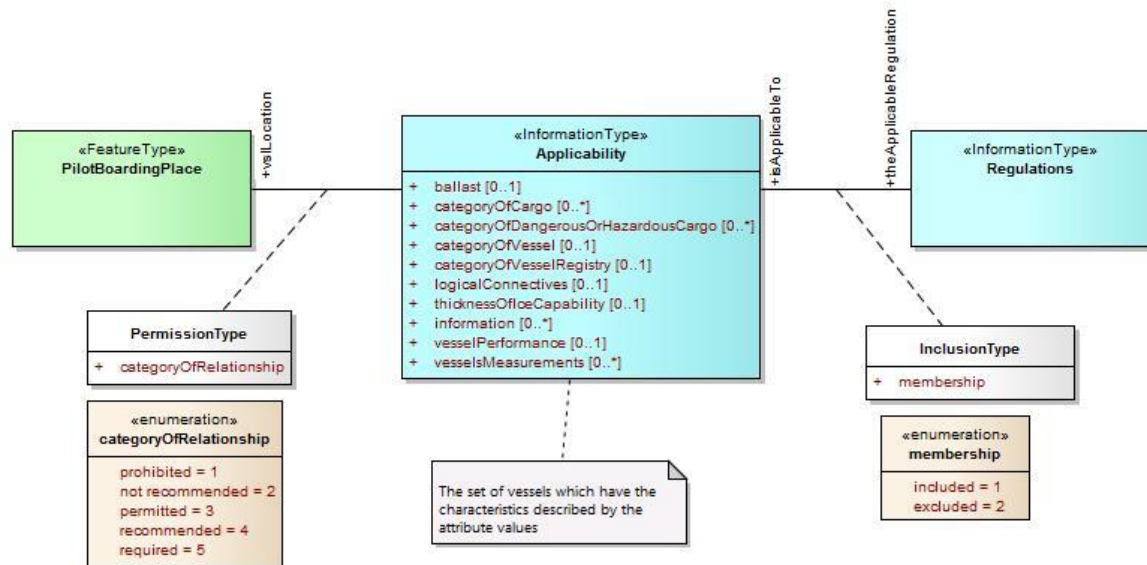 «FeatureType»
PilotBoardingPlace
+vslLocation
«InformationType»
Applicability
+ ballast [0..1]
+ categoryOfCargo [0..*]
+ categoryOfDangerousOrHazardousCargo [0..*]
+ categoryOfVessel [0..1]
+ categoryOfVesselRegistry [0..1]
+ logicalConnectives [0..1]
+ thicknessOfIceCapability [0..1]
+ information [0..*]
+ vesselPerformance [0..1]
+ vesselsMeasurements [0..*]
+isApplicableTo
+theApplicableRegulation
«InformationType»
Regulations
PermissionType
+ categoryOfRelationship
«enumeration»
categoryOfRelationship
prohibited = 1
not recommended = 2
permitted = 3
recommended = 4
required = 5
The set of vessels which have the
characteristics described by the
attribute values
InclusionType
+ membership
«enumeration»
membership
included = 1
excluded = 2